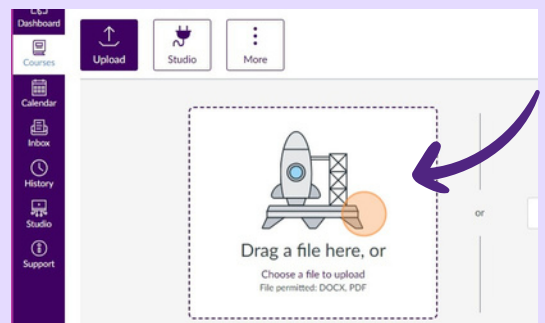 Dashboard
Courses
Calendar
Inbox
History
Studio
Support
Upload
Studio
More
Drag a file here, or
Choose a file to upload
File permitted: DOCX, PDF
or